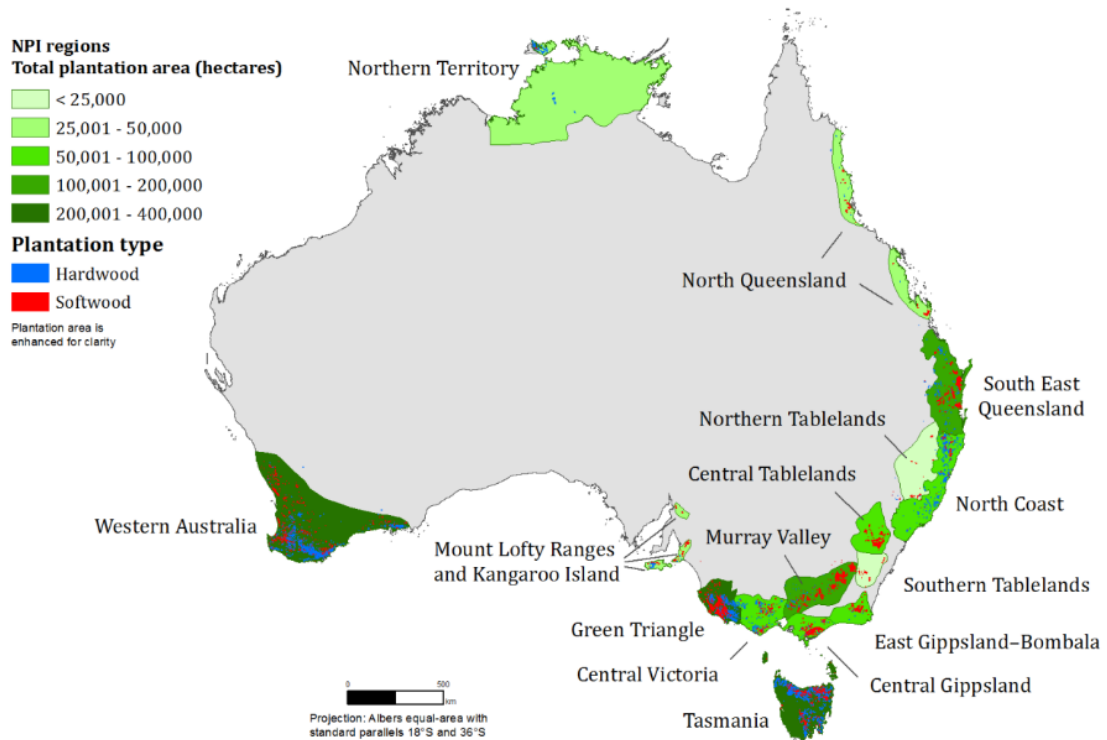 NPI regions
Total plantation area (hectares)
< 25,000
25,001 - 50,000
50,001 - 100,000
100,001 - 200,000
200,001 - 400,000
Plantation type
Hardwood
Softwood
Plantation area is
enhanced for clarity
Northern Territory
North Queensland
South East
Queensland
Northern Tablelands
Central Tablelands
North Coast
Western Australia
Mount Lofty Ranges
and Kangaroo Island
Murray Valley
Southern Tablelands
Green Triangle
East Gippsland–Bombala
Central Victoria
Central Gippsland
Tasmania
0 500
km
Projection: Albers equal-area with
standard parallels 18°S and 36°S